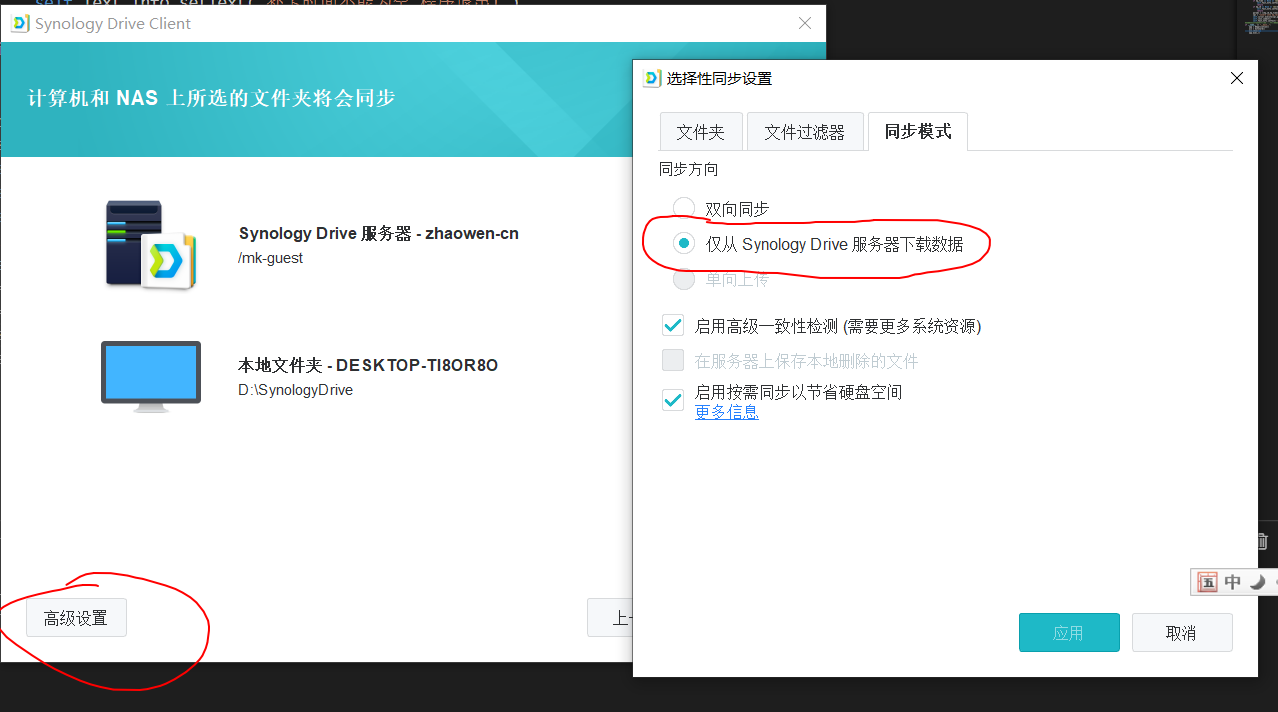 Synology Drive Client
计算机和 NAS 上所选的文件夹将会同步
Synology Drive 服务器 - zhaowen-cn
/mk-guest
本地文件夹 - DESKTOP-TI8OR8O
D:\SynologyDrive
高级设置
上一
选择性同步设置
文件夹
文件过滤器
同步模式
同步方向
双向同步
仅从 Synology Drive 服务器下载数据
单向上传
启用高级一致性检测 (需要更多系统资源)
在服务器上保存本地删除的文件
启用按需同步以节省硬盘空间
更多信息
应用
取消
五 中